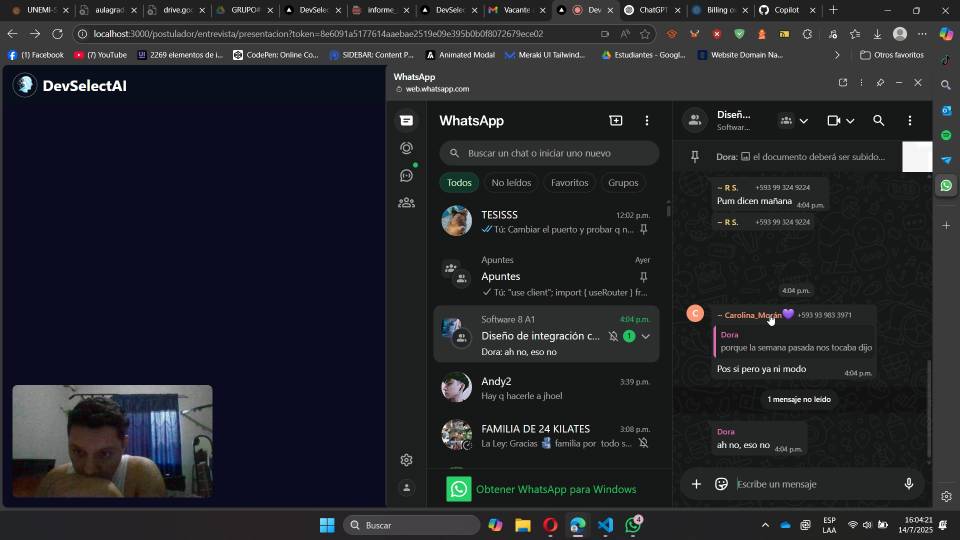 UNEMI-S
aulagrad
drive.goo
GRUPO#
DevSelec
informe_
DevSelec
Vacante
Dev
ChatGPT
Billing o
Copilot
localhost:3000/postulador/entrevista/presentacion?token=8e6091a5177614aaebae2519e09e395b0b0f8072679ece02
(1) Facebook
(7) YouTube
2269 elementos de i...
CodePen: Online Co...
SIDEBAR: Content P...
Animated Modal
Meraki UI Tailwind...
Estudiantes - Googl...
Website Domain Na...
Otros favoritos
DevSelectAI
WhatsApp
web.whatsapp.com
WhatsApp
Buscar un chat o iniciar uno nuevo
Todos
No leídos
Favoritos
Grupos
TESISSS
12:02 p.m.
Tú: Cambiar el puerto y probar q n...
Apuntes
Ayer
Apuntes
Tú: "use client"; import { useRouter } fr...
Software 8 A1
4:04 p.m.
Diseño de integración c...
1
Dora: ah no, eso no
Andy2
3:39 p.m.
Hay q hacerle a jhoel
FAMILIA DE 24 KILATES
3:08 p.m.
La Ley: Gracias familia por todo s...
Obtener WhatsApp para Windows
Diseñ...
Softwar...
Dora: el documento deberá ser subido...
~ R S.
+593 99 324 9224
Pum dicen mañana
4:04 p.m.
~ R S.
+593 99 324 9224
4:04 p.m.
C
~ Carolina_Morán💜
+593 93 983 3971
Dora
porque la semana pasada nos tocaba dijo
Pos si pero ya ni modo
4:04 p.m.
1 mensaje no leído
Dora
ah no, eso no
4:04 p.m.
Escribe un mensaje
Buscar
4
ESP
LAA
16:04:21
14/7/2025